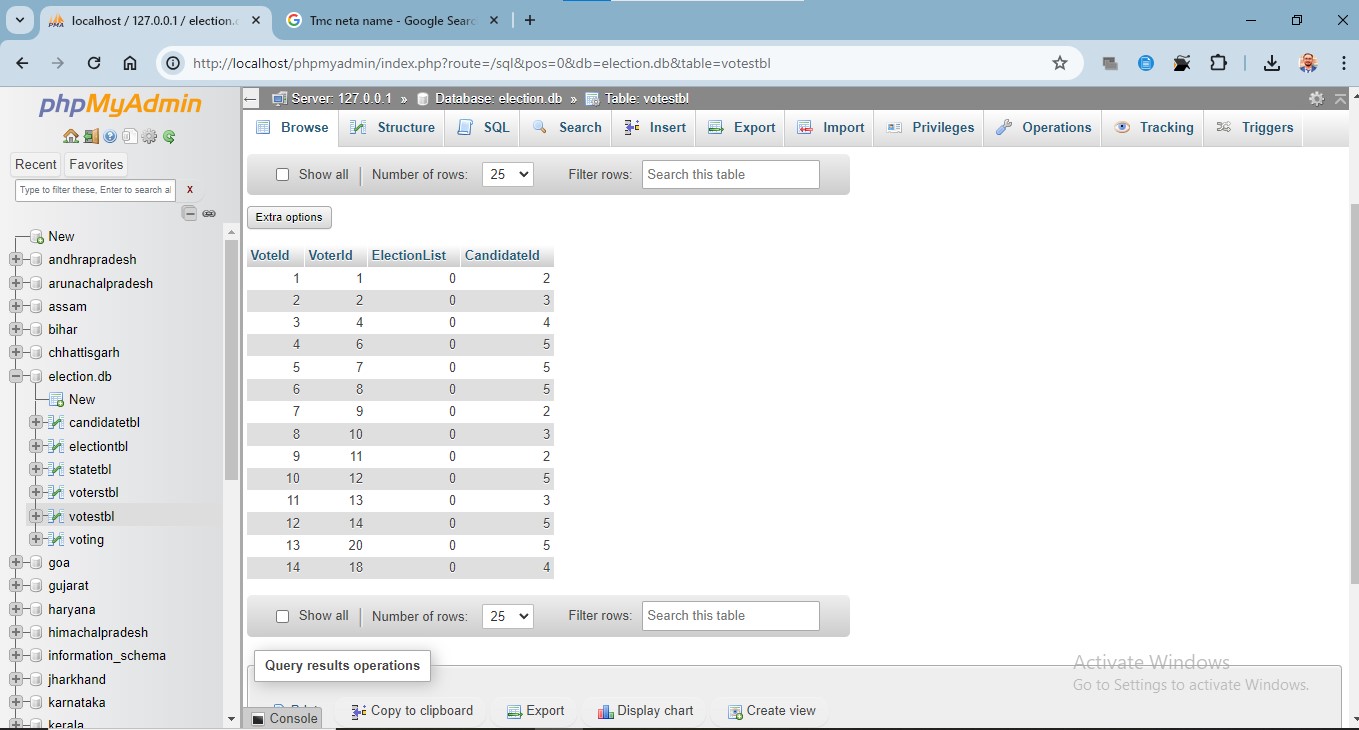 localhost / 127.0.0.1 / election.
Tmc neta name - Google Searc
http://localhost/phpmyadmin/index.php?route=/sql&pos=0&db=election.db&table=votestbl
phpMyAdmin
Recent Favorites
Type to filter these, Enter to search al X
New
andhrapradesh
arunachalpradesh
assam
bihar
chhattisgarh
election.db
New
candidatetbl
electiontbl
statetbl
voterstbl
votestbl
voting
goa
gujarat
haryana
himachalpradesh
information_schema
jharkhand
karnataka
kerala
Server: 127.0.0.1 » Database: election.db » Table: votestbl
Browse Structure SQL Search Insert Export Import Privileges Operations Tracking Triggers
Show all Number of rows: 25 Filter rows: Search this table
Extra options
VoteId VoterId ElectionList CandidateId
1 1 0 2
2 2 0 3
3 4 0 4
4 6 0 5
5 7 0 5
6 8 0 5
7 9 0 2
8 10 0 3
9 11 0 2
10 12 0 5
11 13 0 3
12 14 0 5
13 20 0 5
14 18 0 4
Show all Number of rows: 25 Filter rows: Search this table
Query results operations
Print Copy to clipboard Export Display chart Create view
Console
Activate Windows
Go to Settings to activate Windows.